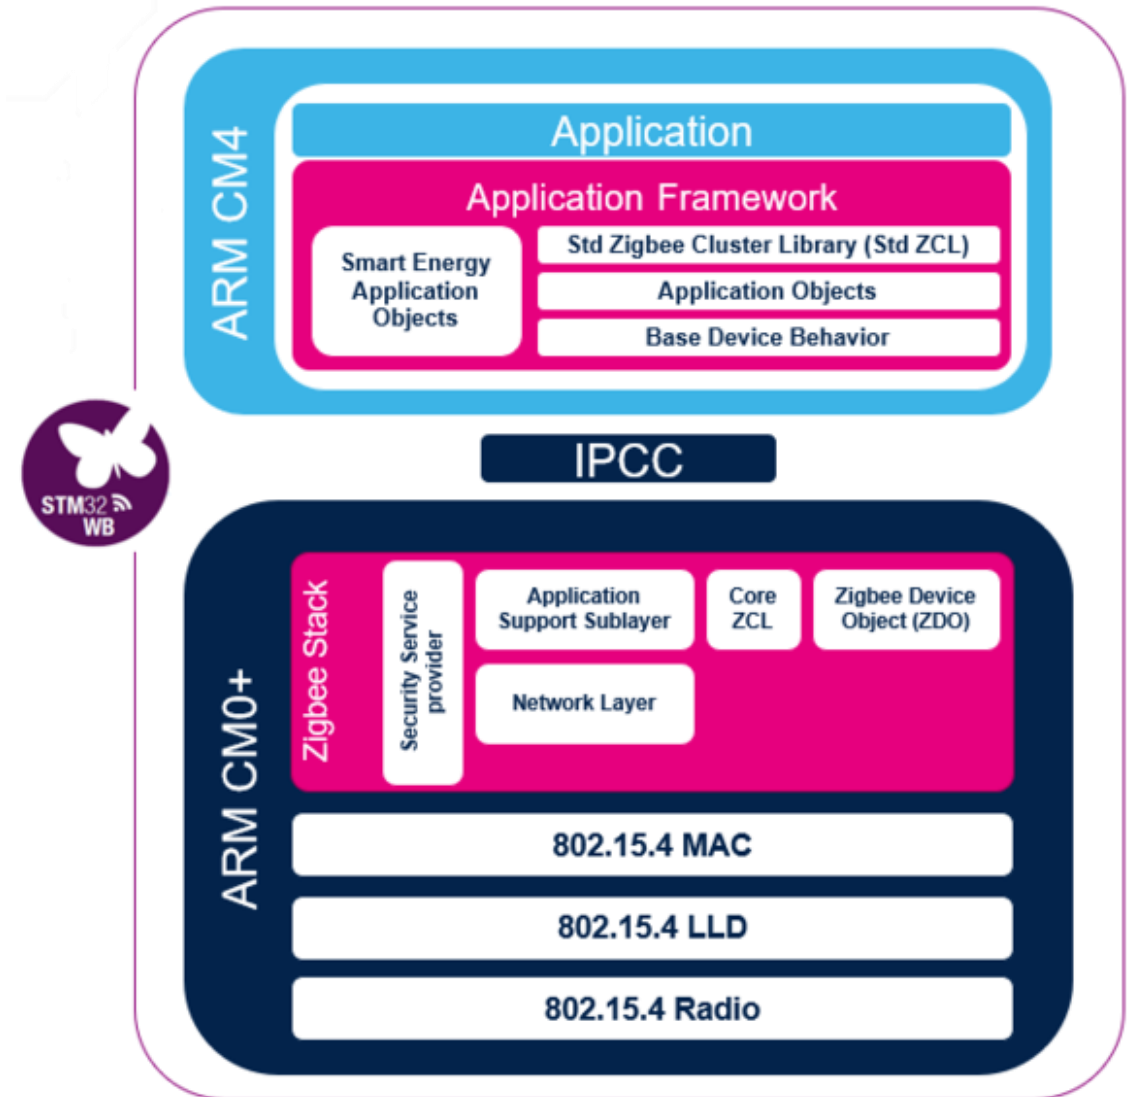 ARM CM4
Application
Application Framework
Smart Energy
Application
Objects
Std Zigbee Cluster Library (Std ZCL)
Application Objects
Base Device Behavior
STM32
WB
IPCC
ARM CM0+
Zigbee Stack
Security Service
provider
Application
Support Sublayer
Core
ZCL
Zigbee Device
Object (ZDO)
Network Layer
802.15.4 MAC
802.15.4 LLD
802.15.4 Radio